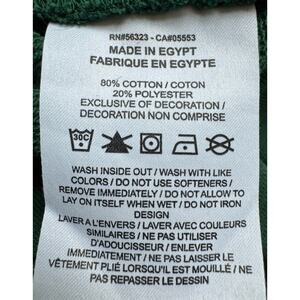 RN#56323 - CA#05553
MADE IN EGYPT
FABRIQUE EN EGYPTE
80% COTTON / COTON
20% POLYESTER
EXCLUSIVE OF DECORATION /
DECORATION NON COMPRISE
30C
WASH INSIDE OUT / WASH WITH LIKE
COLORS / DO NOT USE SOFTENERS /
REMOVE IMMEDIATELY / DO NOT ALLOW TO
LAY ON ITSELF WHEN WET / DO NOT IRON
DESIGN
LAVER A L'ENVERS / LAVER AVEC COULEURS
SIMILAIRES / NE PAS UTILISER
D'ADOUCISSEUR / ENLEVER
IMMEDIATEMENT / NE PAS LAISSER LE
VÊTEMENT PLIÉ LORSQU'IL EST MOUILLÉ / NE
PAS REPASSER LE DESSIN